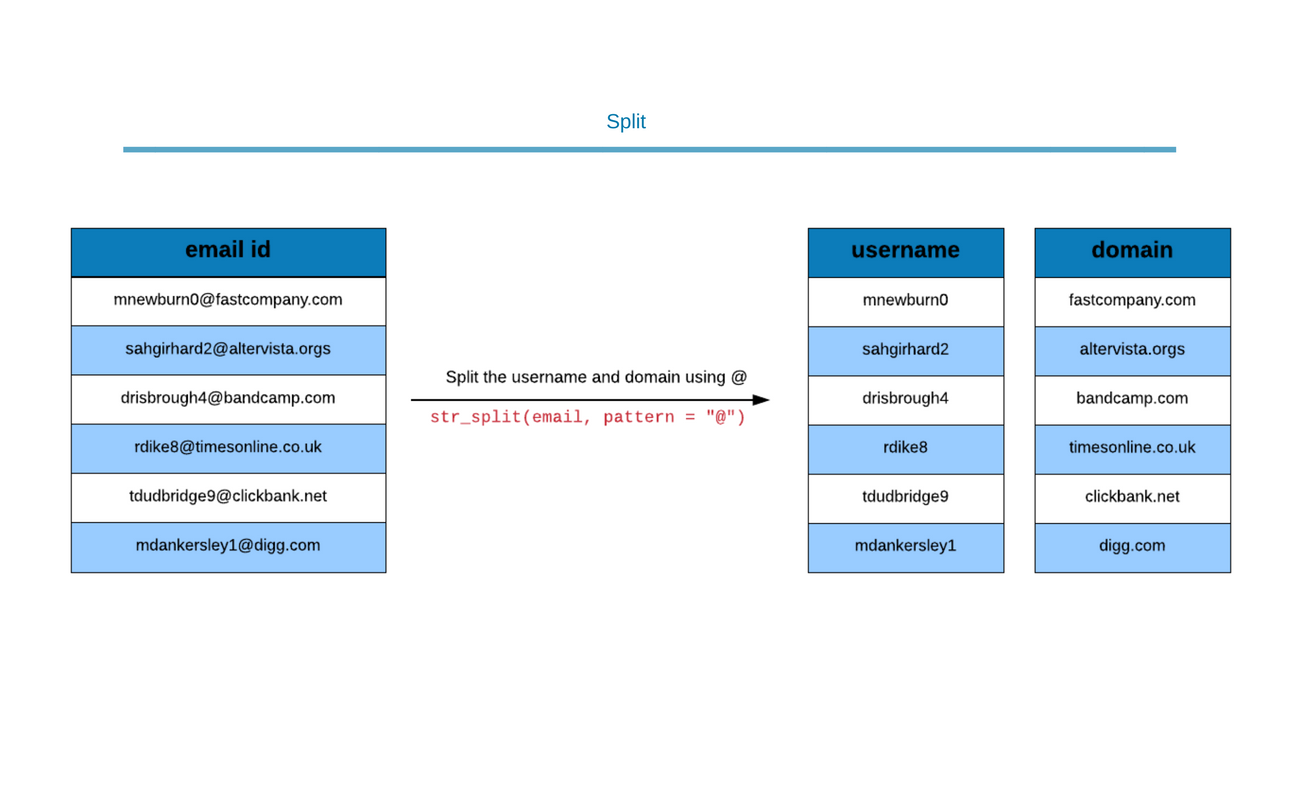 Split
email id
mnewburn0@fastcompany.com
sahgirhard2@altervista.orgs
drisbrough4@bandcamp.com
rdike8@timesonline.co.uk
tdudbridge9@clickbank.net
mdankersley1@digg.com
Split the username and domain using @
str_split(email, pattern = "@")
username
mnewburn0
sahgirhard2
drisbrough4
rdike8
tdudbridge9
mdankersley1
domain
fastcompany.com
altervista.orgs
bandcamp.com
timesonline.co.uk
clickbank.net
digg.com